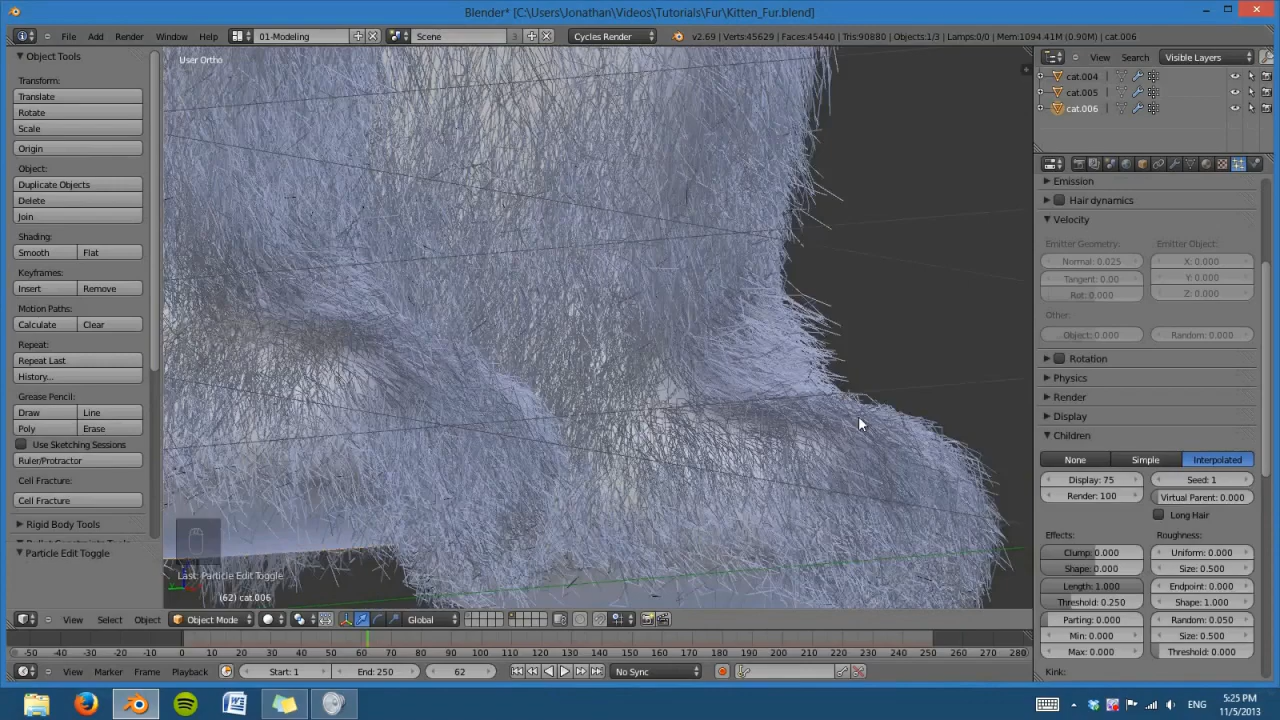 Blender* [C:\Users\Jonathan\Videos\Tutorials\Fur\Kitten_Fur.blend]
File Add Render Window Help 01-Modeling Scene 3 Cycles Render v2.69 | Verts:45629 | Faces:45440 | Tris:90880 | Objects:1/3 | Lamps:0/0 | Mem:1094.41M (0.90M) | cat.006
Object Tools
Transform:
Translate
Rotate
Scale
Origin
Object:
Duplicate Objects
Delete
Join
Shading:
Smooth Flat
Keyframes:
Insert Remove
Motion Paths:
Calculate Clear
Repeat:
Repeat Last
History...
Grease Pencil:
Draw Line
Poly Erase
Use Sketching Sessions
Ruler/Protractor
Cell Fracture:
Cell Fracture
Rigid Body Tools
Particle Edit Toggle
User Ortho
Last: Particle Edit Toggle
(62) cat.006
View Select Object Object Mode Global
-50 -40 -30 -20 -10 0 10 20 30 40 50 60 70 80 90 100 110 120 130 140 150 160 170 180 190 200 210 220 230 240 250 260 270 280
View Marker Frame Playback Start: 1 End: 250 62 No Sync
View Search Visible Layers
cat.004
cat.005
cat.006
Emission
Hair dynamics
Velocity
Emitter Geometry: Emitter Object:
Normal: 0.025 X: 0.000
Tangent: 0.00 Y: 0.000
Rot: 0.000 Z: 0.000
Other:
Object: 0.000 Random: 0.000
Rotation
Physics
Render
Display
Children
None Simple Interpolated
Display: 75 Seed: 1
Render: 100 Virtual Parent: 0.000
Long Hair
Effects: Roughness:
Clump: 0.000 Uniform: 0.000
Shape: 0.000 Size: 0.500
Length: 1.000 Endpoint: 0.000
Threshold: 0.250 Shape: 1.000
Parting: 0.000 Random: 0.050
Min: 0.000 Size: 0.500
Max: 0.000 Threshold: 0.000
Kink:
ENG
5:25 PM
11/5/2013